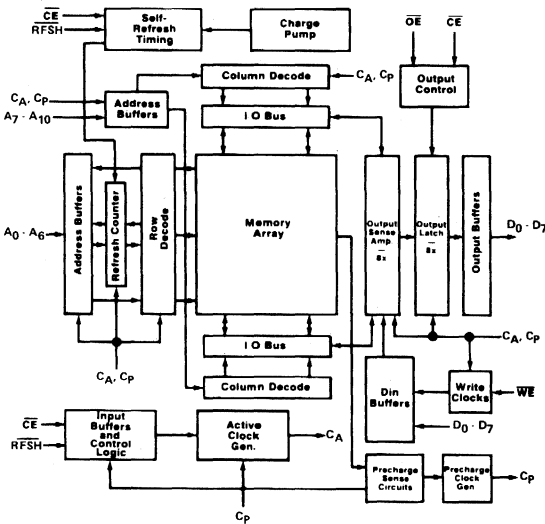 CE
RFSH
Self-
Refresh
Timing
Charge
Pump
OE
CE
Output
Control
CA, CP
A7 - A10
Address
Buffers
Column Decode
CA, CP
I O Bus
A0 - A6
Address Buffers
Refresh Counter
Row
Decode
Memory
Array
Output
Sense
Amp.
8x
Output
Latch
8x
Output Buffers
D0 - D7
CA, CP
I O Bus
Column Decode
CA, CP
Din
Buffers
Write
Clocks
WE
D0 - D7
CE
RFSH
Input
Buffers
and
Control
Logic
Active
Clock
Gen.
CA
Precharge
Sense
Circuits
Precharge
Clock
Gen
CP
CP